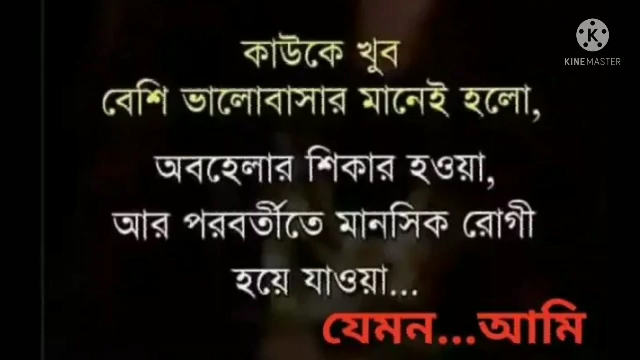 KINEMASTER
কাউকে খুব
বেশি ভালোবাসার মানেই হলো,
অবহেলার শিকার হওয়া,
আর পরবর্তীতে মানসিক রোগী
হয়ে যাওয়া...
যেমন...আমি